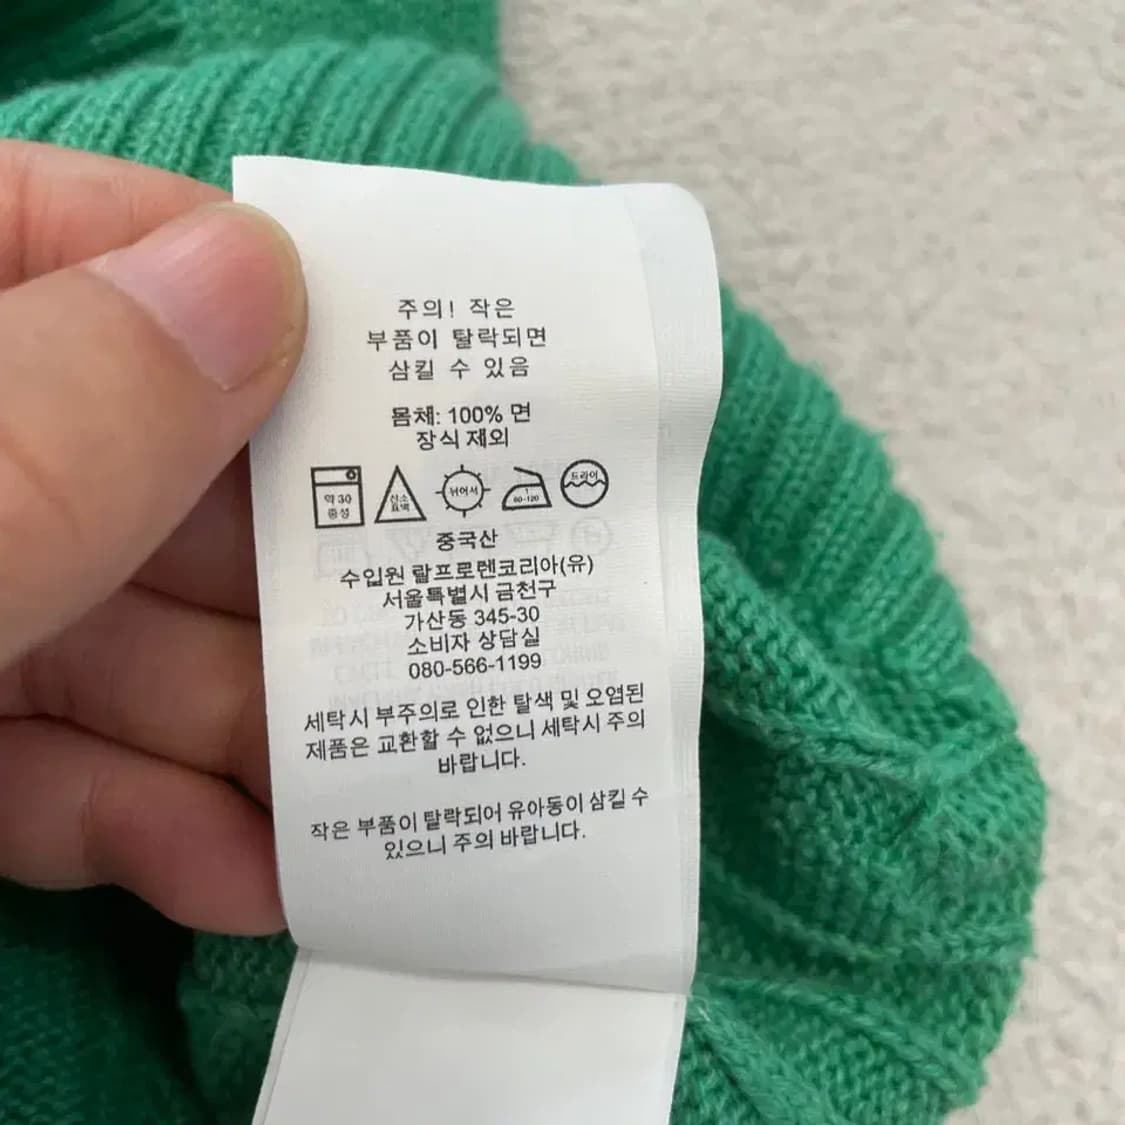 주의! 작은
부품이 탈락되면
삼킬 수 있음
몸체: 100% 면
장식 제외
약 30
중성
산소
표백
뉘어서
1
80-120
드라이
중국산
수입원 랄프로렌코리아(유)
서울특별시 금천구
가산동 345-30
소비자 상담실
080-566-1199
세탁시 부주의로 인한 탈색 및 오염된
제품은 교환할 수 없으니 세탁시 주의
바랍니다.
작은 부품이 탈락되어 유아동이 삼킬 수
있으니 주의 바랍니다.